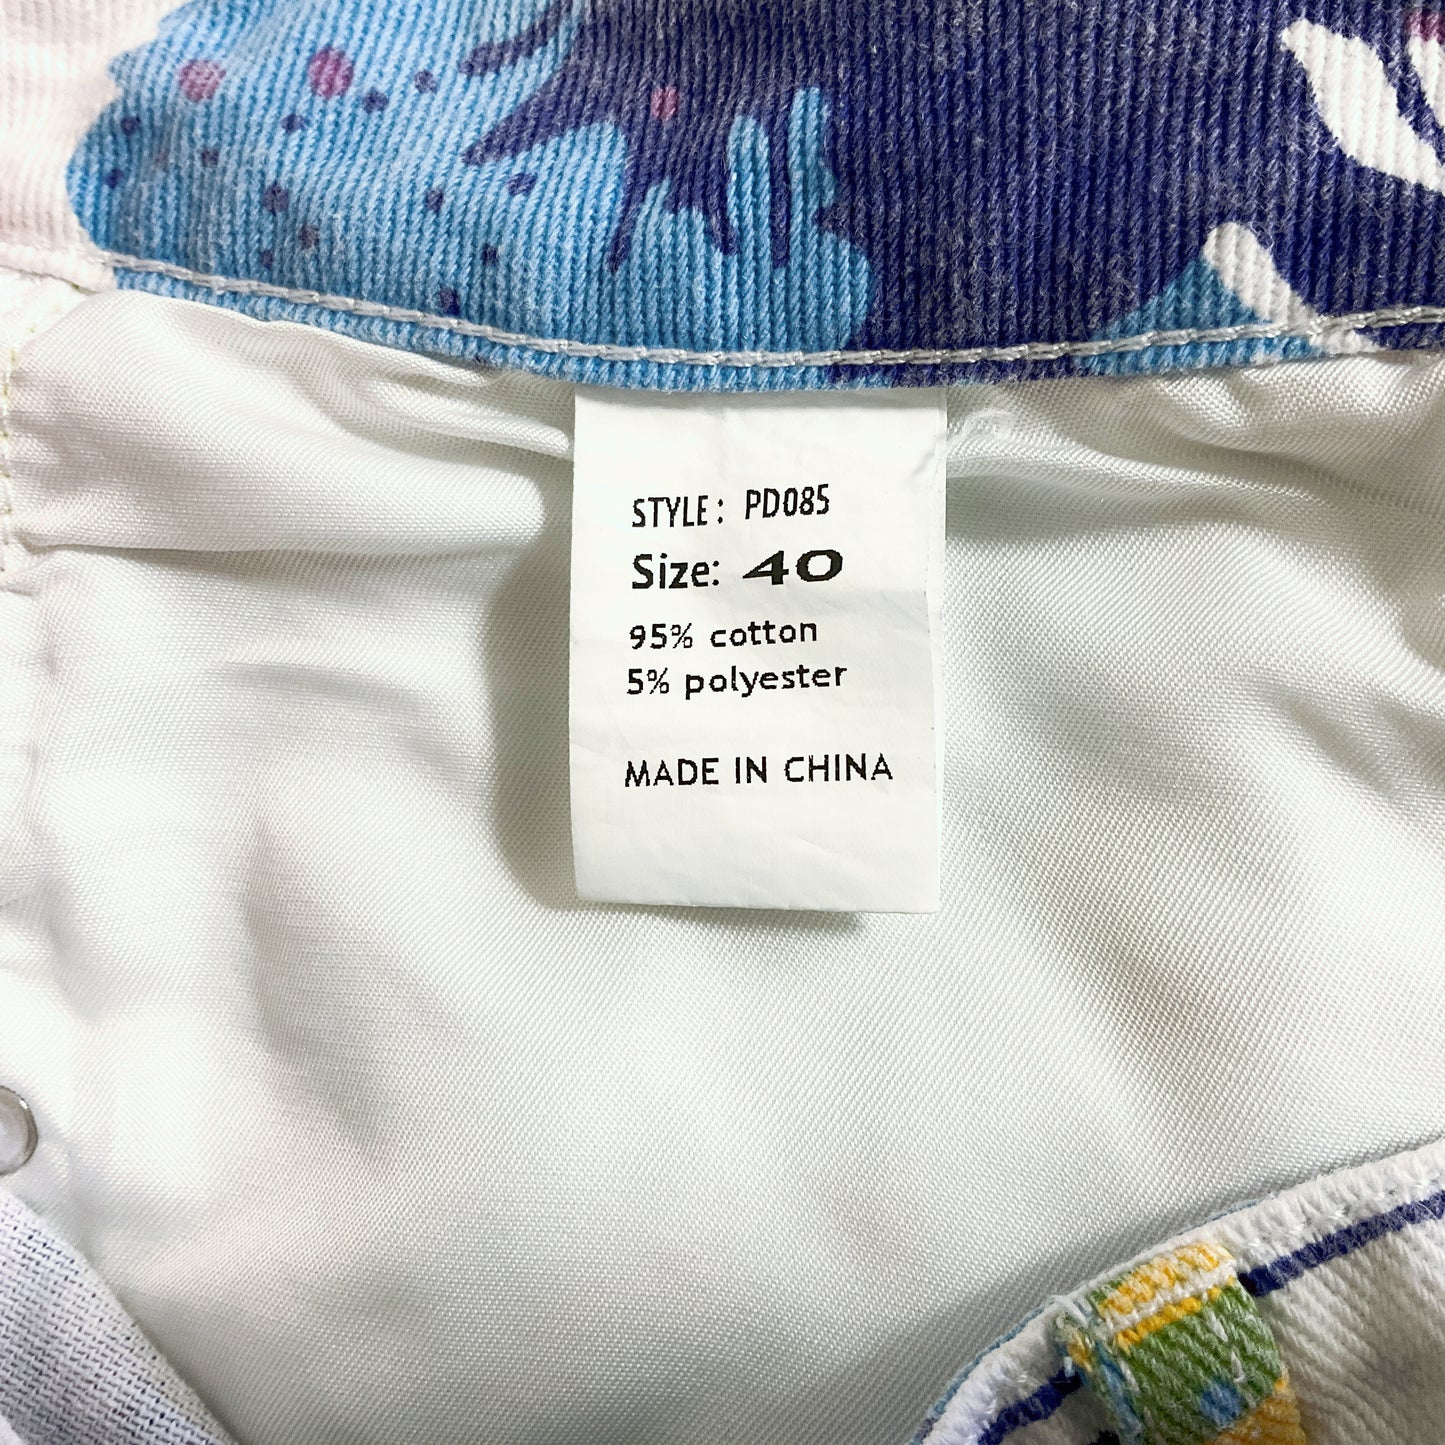 STYLE: PD085
Size: 40
95% cotton
5% polyester
MADE IN CHINA